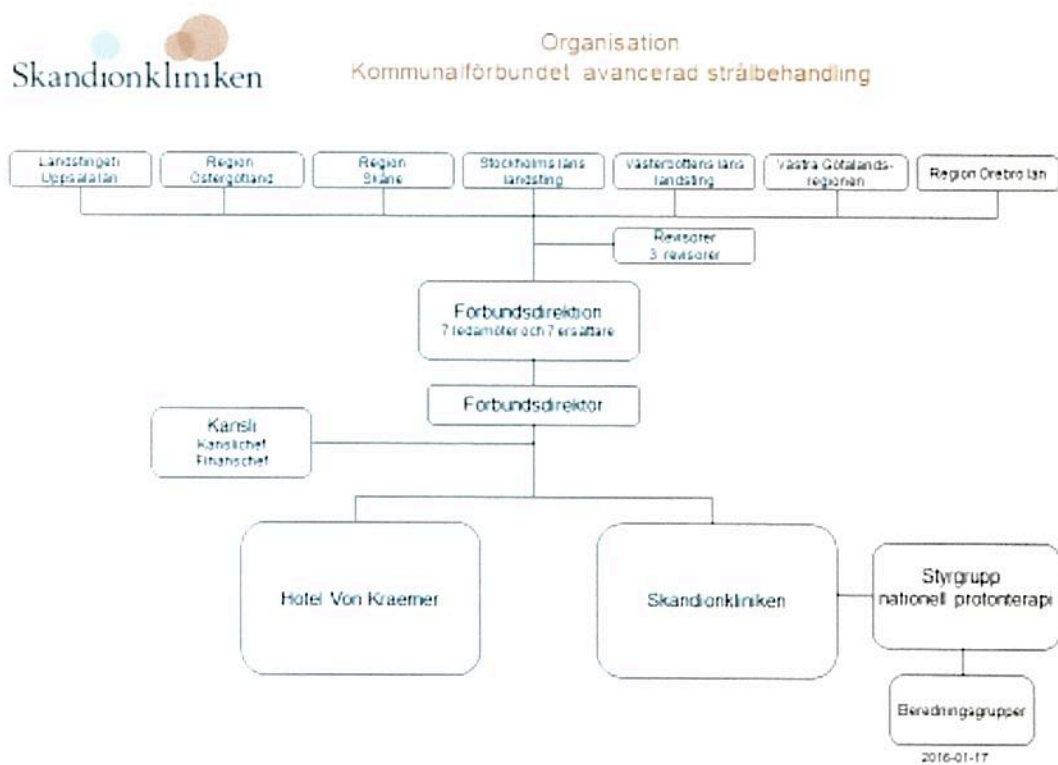 Skandionkliniken
Organisation
Kommunalförbundet avancerad strålbehandling
Landstinget i
Uppsala län
Region
Östergötland
Region
Skåne
Stockholms läns
landsting
Västerbottens läns
landsting
Västra Götalands-
regionen
Region Örebro län
Revisorer
3 revisorer
Förbundsdirektion
7 ledamöter och 7 ersättare
Förbundsdirektör
Kansli
Kanslichef
Finanschef
Hotel Von Kraemer
Skandionkliniken
Styrgrupp
nationell protonterapi
Beredningsgrupper
2016-01-17